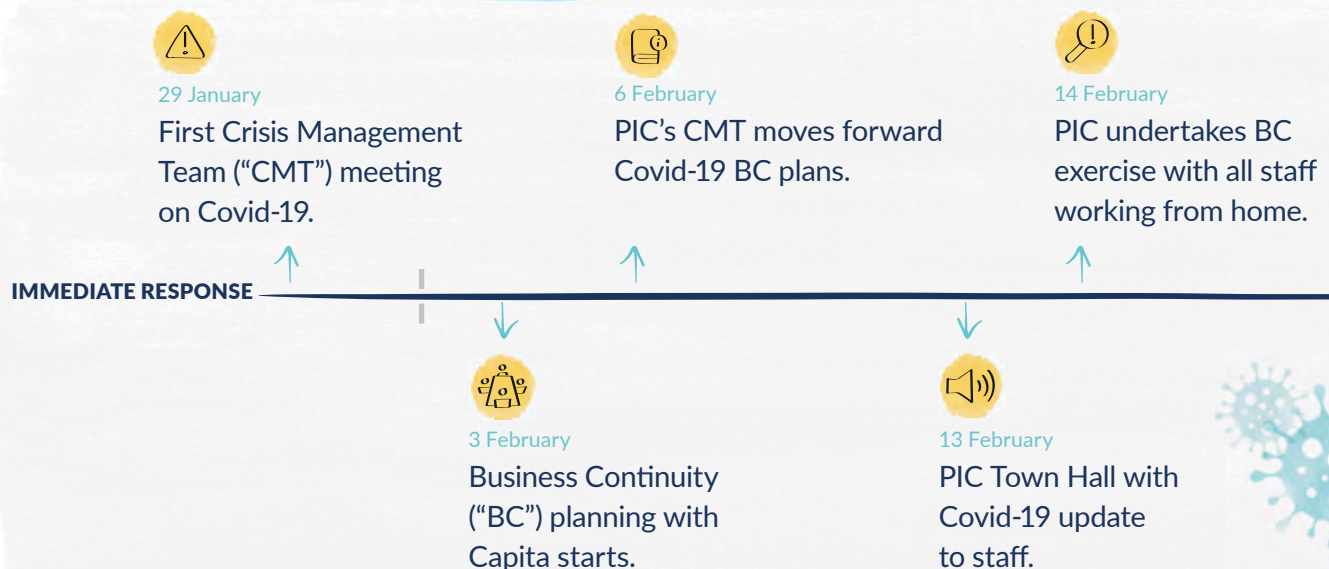 29 January
First Crisis Management
Team (“CMT”) meeting
on Covid-19.
6 February
PIC’s CMT moves forward
Covid-19 BC plans.
14 February
PIC undertakes BC
exercise with all staff
working from home.
IMMEDIATE RESPONSE
3 February
Business Continuity
(“BC”) planning with
Capita starts.
13 February
PIC Town Hall with
Covid-19 update
to staff.